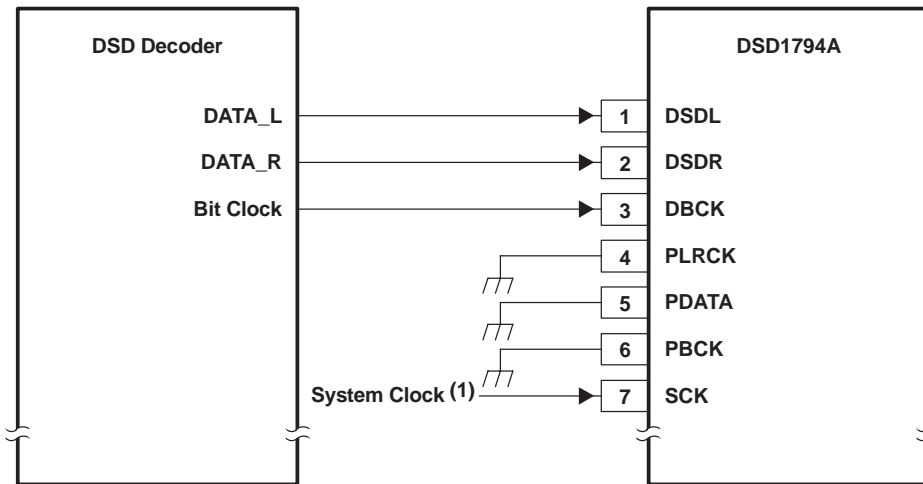 DSD Decoder
DSD1794A
DATA_L
1
DSDL
DATA_R
2
DSDR
Bit Clock
3
DBCK
4
PLRCK
5
PDATA
6
PBCK
System Clock (1)
7
SCK